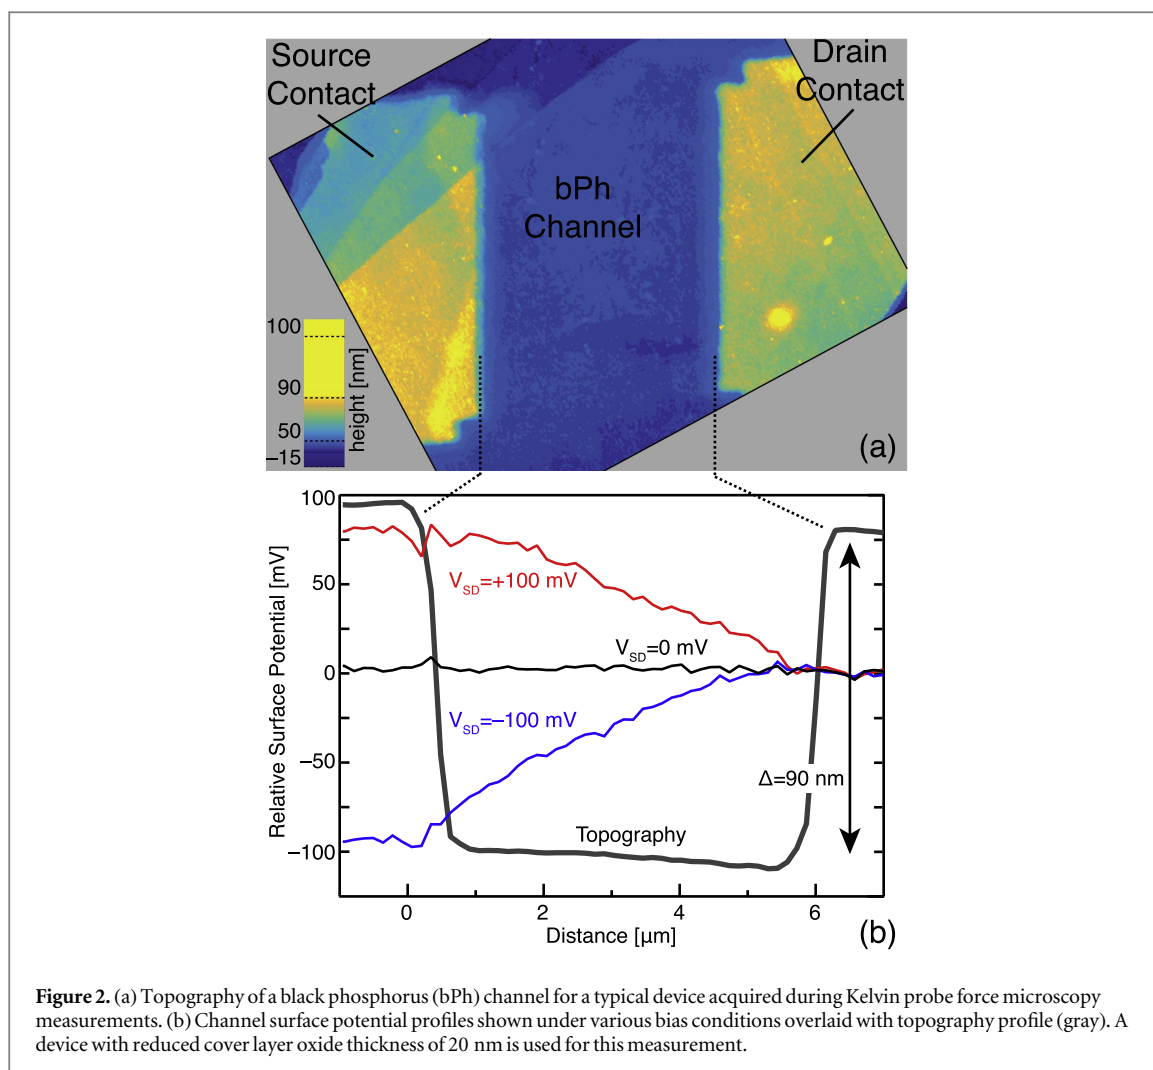 Source
Contact
Drain
Contact
bPh
Channel
100
90
50
−15
height [nm]
(a)
100
50
0
−50
−100
Relative Surface Potential [mV]
V_SD=+100 mV
V_SD=0 mV
V_SD=−100 mV
Δ=90 nm
Topography
0 2 4 6
Distance [µm]
(b)
Figure 2. (a) Topography of a black phosphorus (bPh) channel for a typical device acquired during Kelvin probe force microscopy
measurements. (b) Channel surface potential profiles shown under various bias conditions overlaid with topography profile (gray). A
device with reduced cover layer oxide thickness of 20 nm is used for this measurement.